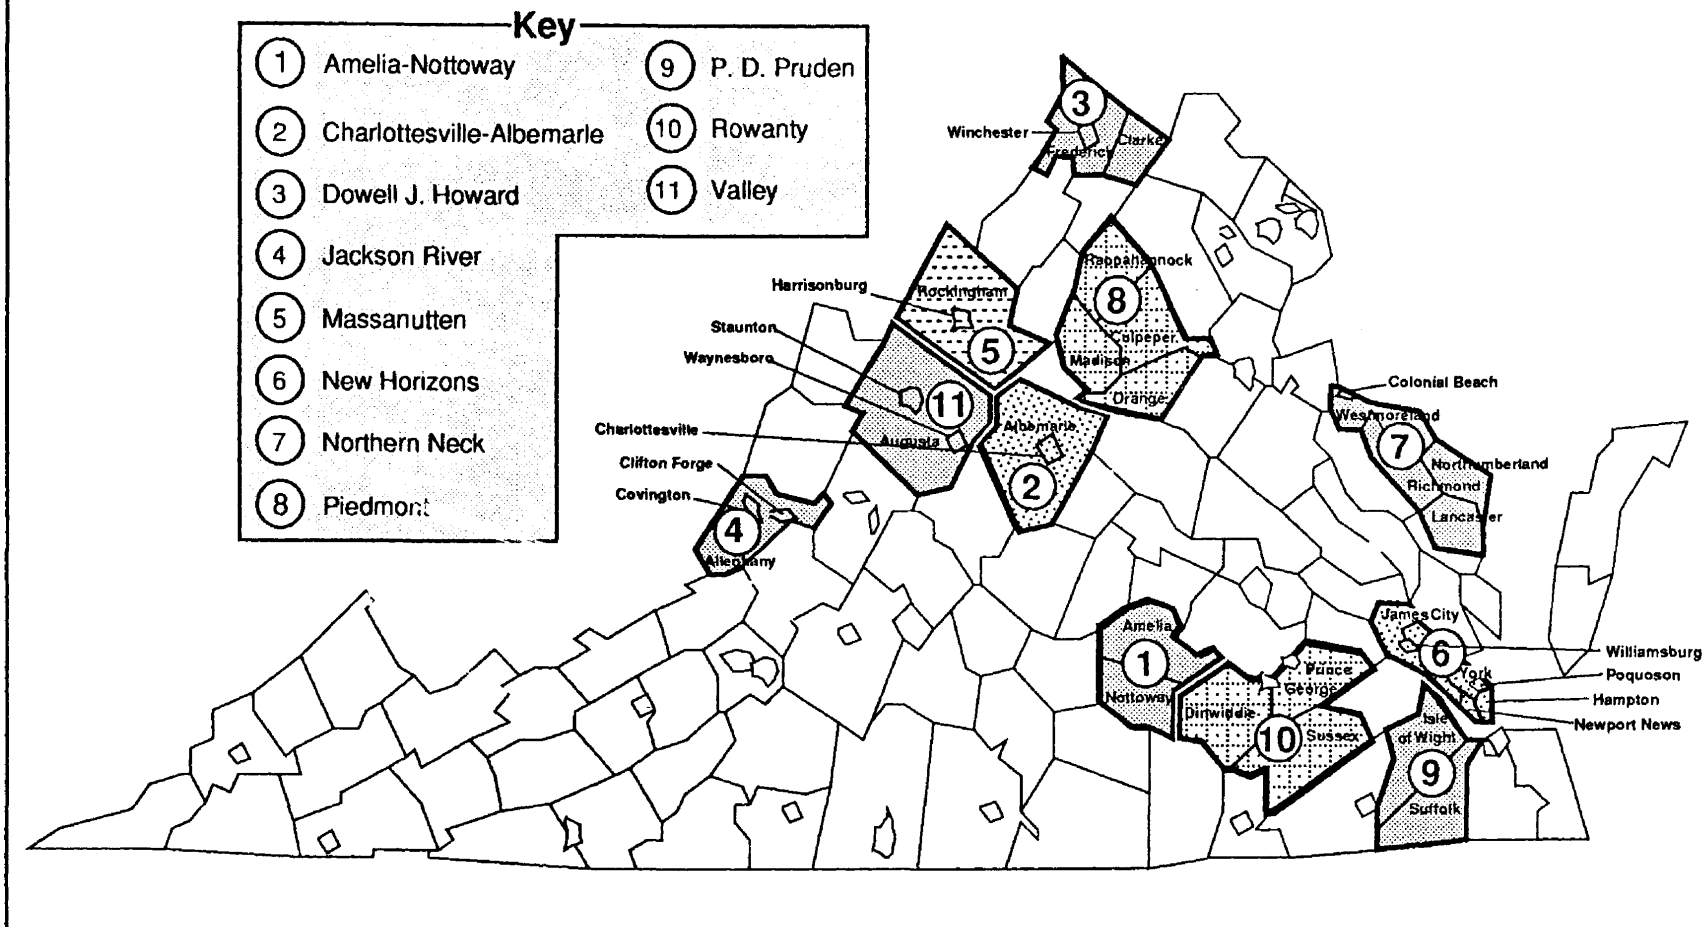 Key
1 Amelia-Nottoway
2 Charlottesville-Albemarle
3 Dowell J. Howard
4 Jackson River
5 Massanutten
6 New Horizons
7 Northern Neck
8 Piedmont
9 P. D. Pruden
10 Rowanty
11 Valley
3
Winchester
Frederick
Clarke
Rappahannock
8
Culpeper
Madison
Orange
Harrisonburg
Rockingham
5
Staunton
Waynesboro
11
Augusta
Charlottesville
Albemarle
2
Clifton Forge
Covington
4
Alleghany
Colonial Beach
Westmoreland
7
Northumberland
Richmond
Lancaster
Amelia
1
Nottoway
James City
6
York
Williamsburg
Poquoson
Hampton
Newport News
Prince
George
Dinwiddie
10
Sussex
Isle
of Wight
9
Suffolk